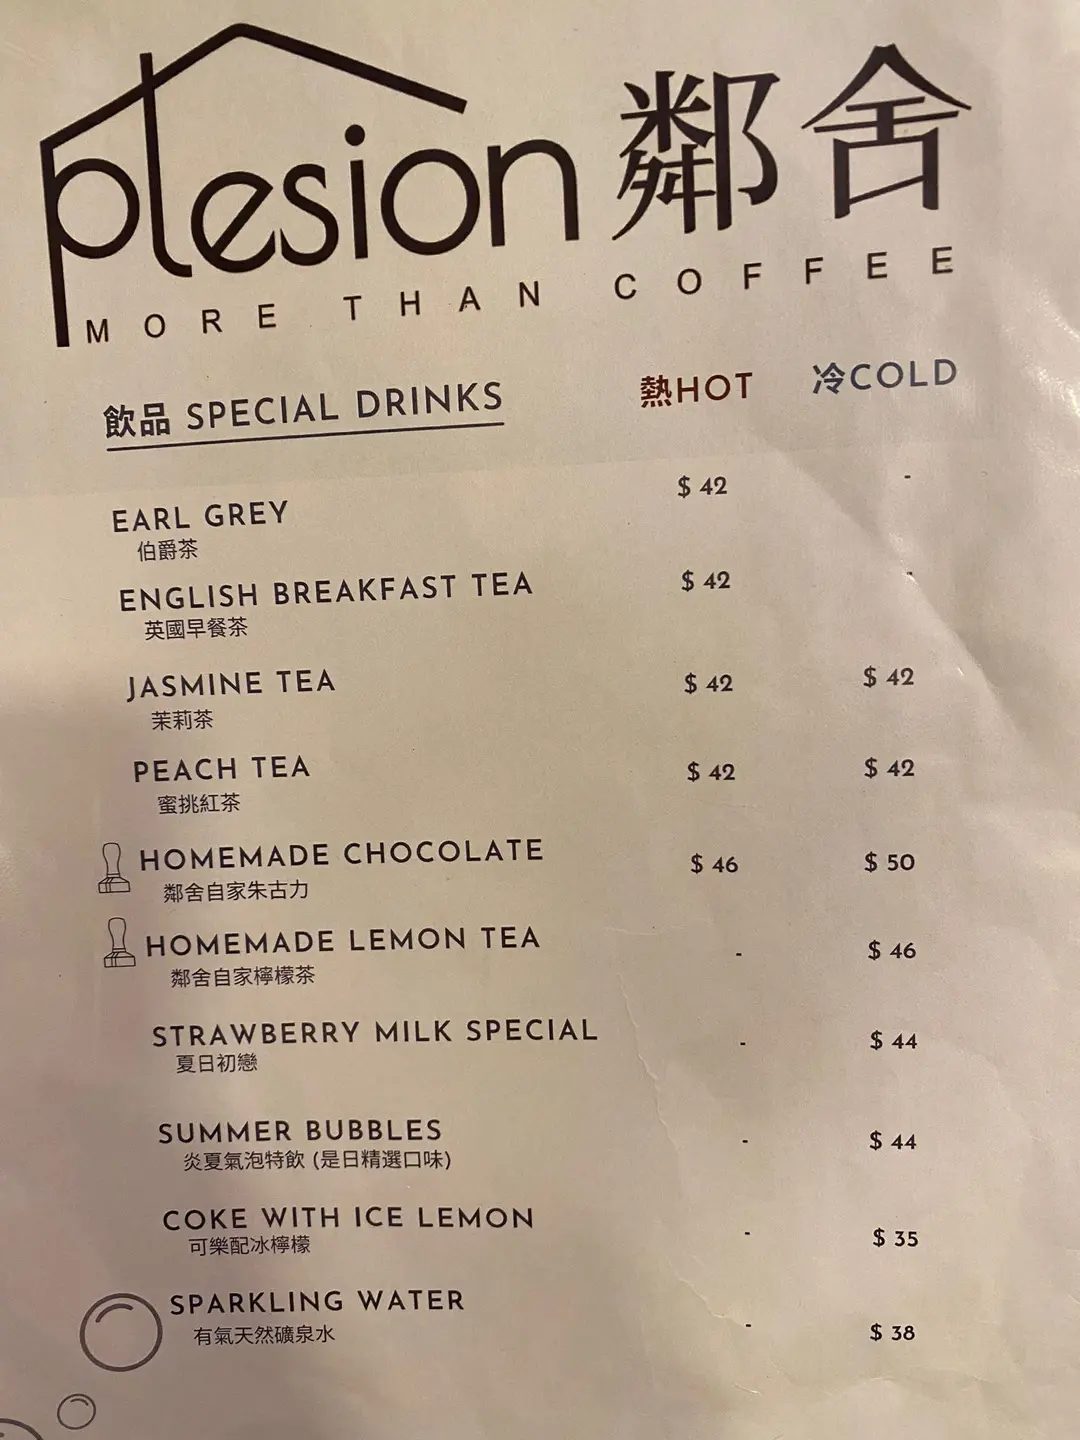 plesion 鄰舍
MORE THAN COFFEE
飲品 SPECIAL DRINKS 熱HOT 冷COLD
EARL GREY $ 42 -
伯爵茶
ENGLISH BREAKFAST TEA $ 42 -
英國早餐茶
JASMINE TEA $ 42 $ 42
茉莉茶
PEACH TEA $ 42 $ 42
蜜挑紅茶
HOMEMADE CHOCOLATE $ 46 $ 50
鄰舍自家朱古力
HOMEMADE LEMON TEA - $ 46
鄰舍自家檸檬茶
STRAWBERRY MILK SPECIAL - $ 44
夏日初戀
SUMMER BUBBLES - $ 44
炎夏氣泡特飲 (是日精選口味)
COKE WITH ICE LEMON - $ 35
可樂配冰檸檬
SPARKLING WATER - $ 38
有氣天然礦泉水